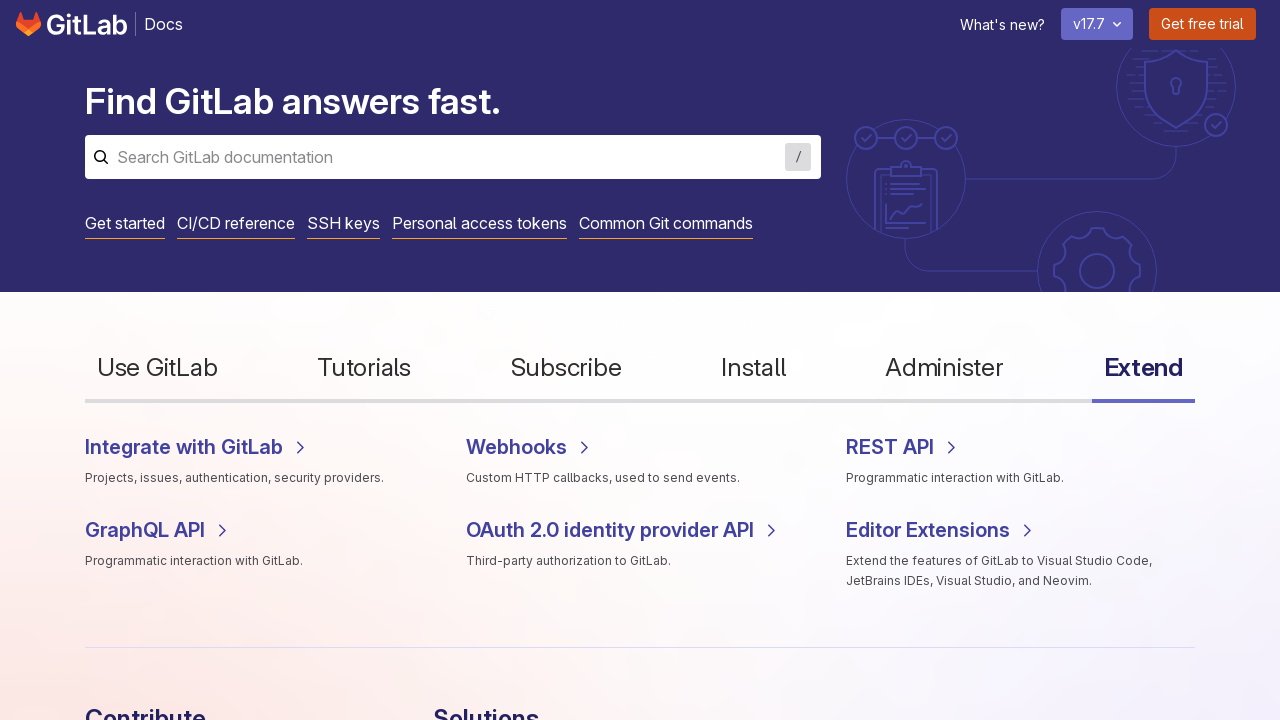 GitLab Docs What's new? v17.7 Get free trial
Find GitLab answers fast.
Search GitLab documentation /
Get started CI/CD reference SSH keys Personal access tokens Common Git commands
Use GitLab Tutorials Subscribe Install Administer Extend
Integrate with GitLab Webhooks REST API
Projects, issues, authentication, security providers. Custom HTTP callbacks, used to send events. Programmatic interaction with GitLab.
GraphQL API OAuth 2.0 identity provider API Editor Extensions
Programmatic interaction with GitLab. Third-party authorization to GitLab. Extend the features of GitLab to Visual Studio Code,
JetBrains IDEs, Visual Studio, and Neovim.
Contribute Solutions